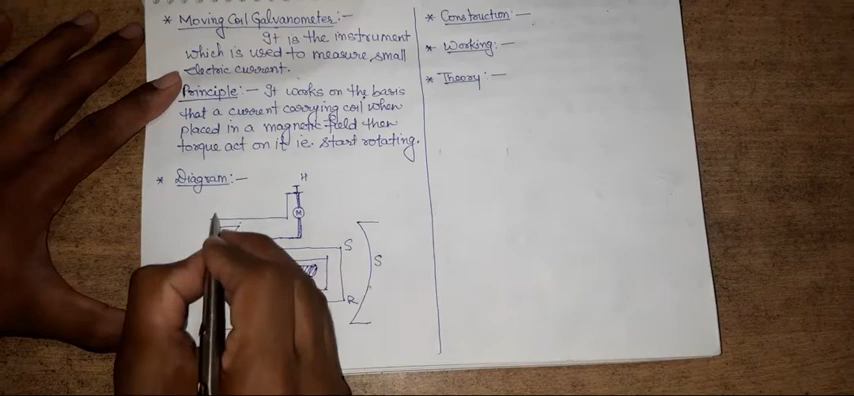 * Moving Coil Galvanometer:-
It is the instrument
which is used to measure small
electric current.
Principle:- It works on the basis
that a current carrying coil when
placed in a magnetic field then
torque act on it ie. start rotating.
* Diagram:-
H
M
S
S
R
* Construction:-
* Working:-
* Theory:-